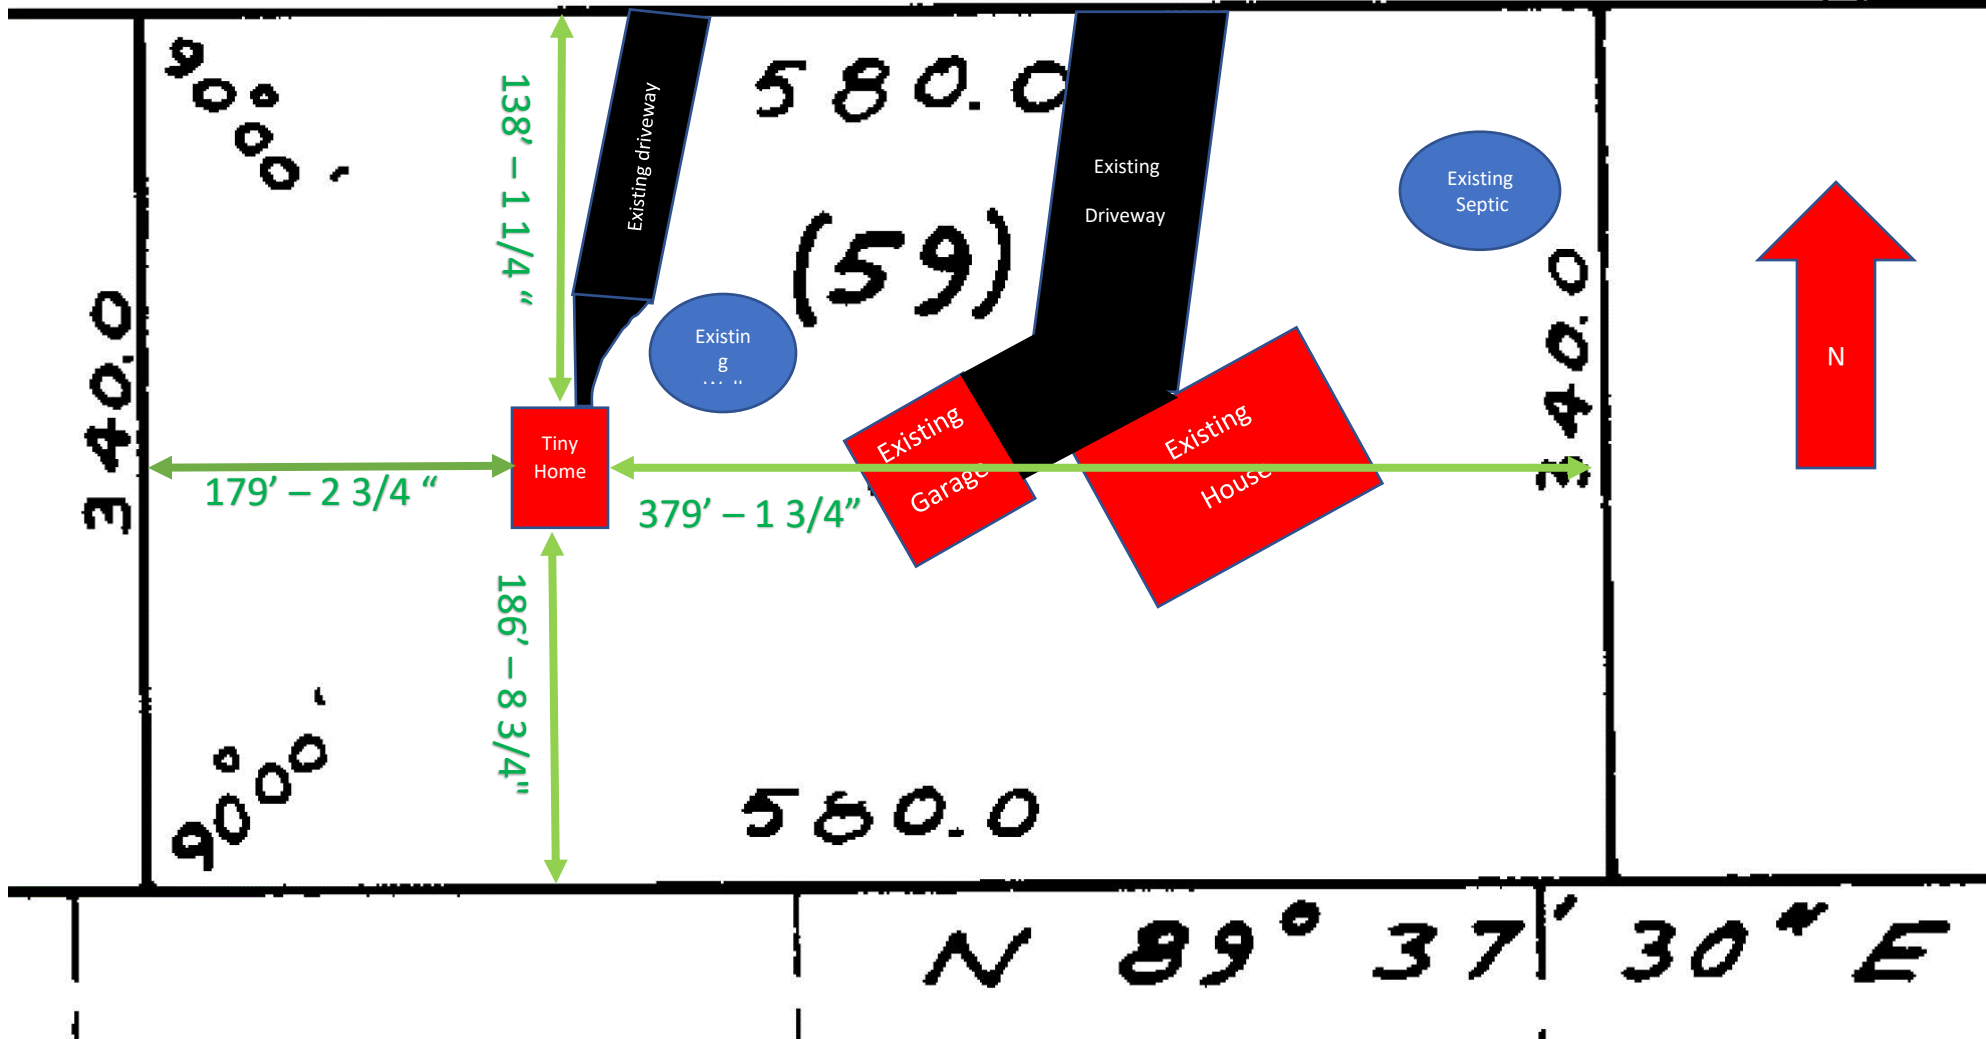 90°
00'
580.0
138’ – 1 1/4 “
Existing driveway
Existing
Driveway
Existing
Septic
(59)
340.0
340.0
N
Existin
g
Tiny
Home
Existing
Garage
Existing
House
179’ – 2 3/4 “
379’ – 1 3/4”
186’ – 8 3/4"
90°00'
580.0
N 89° 37' 30" E